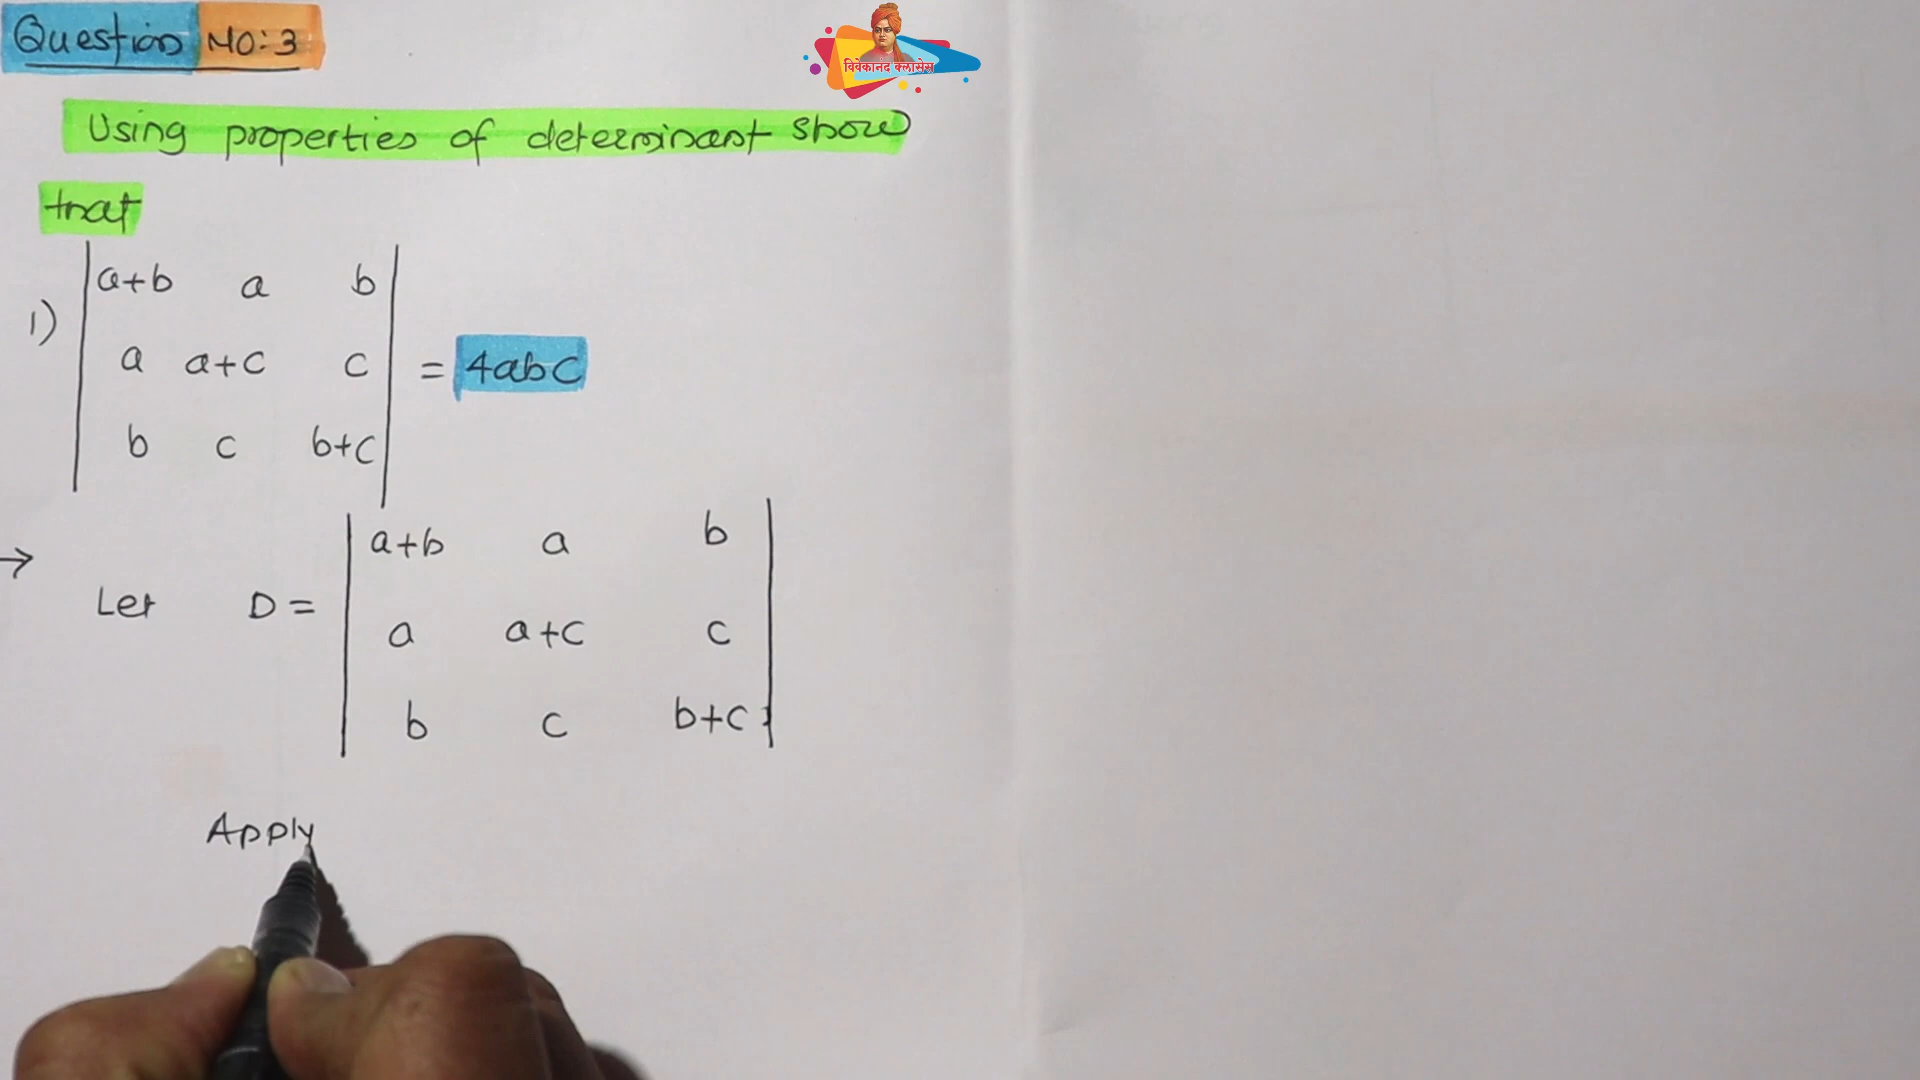 Question NO:3
विवेकानंद क्लासेस
Using properties of determinant show
that
1) | a+b a b |
| a a+c c | = 4abc
| b c b+c |
→ Let D = | a+b a b |
| a a+c c |
| b c b+c |
Apply